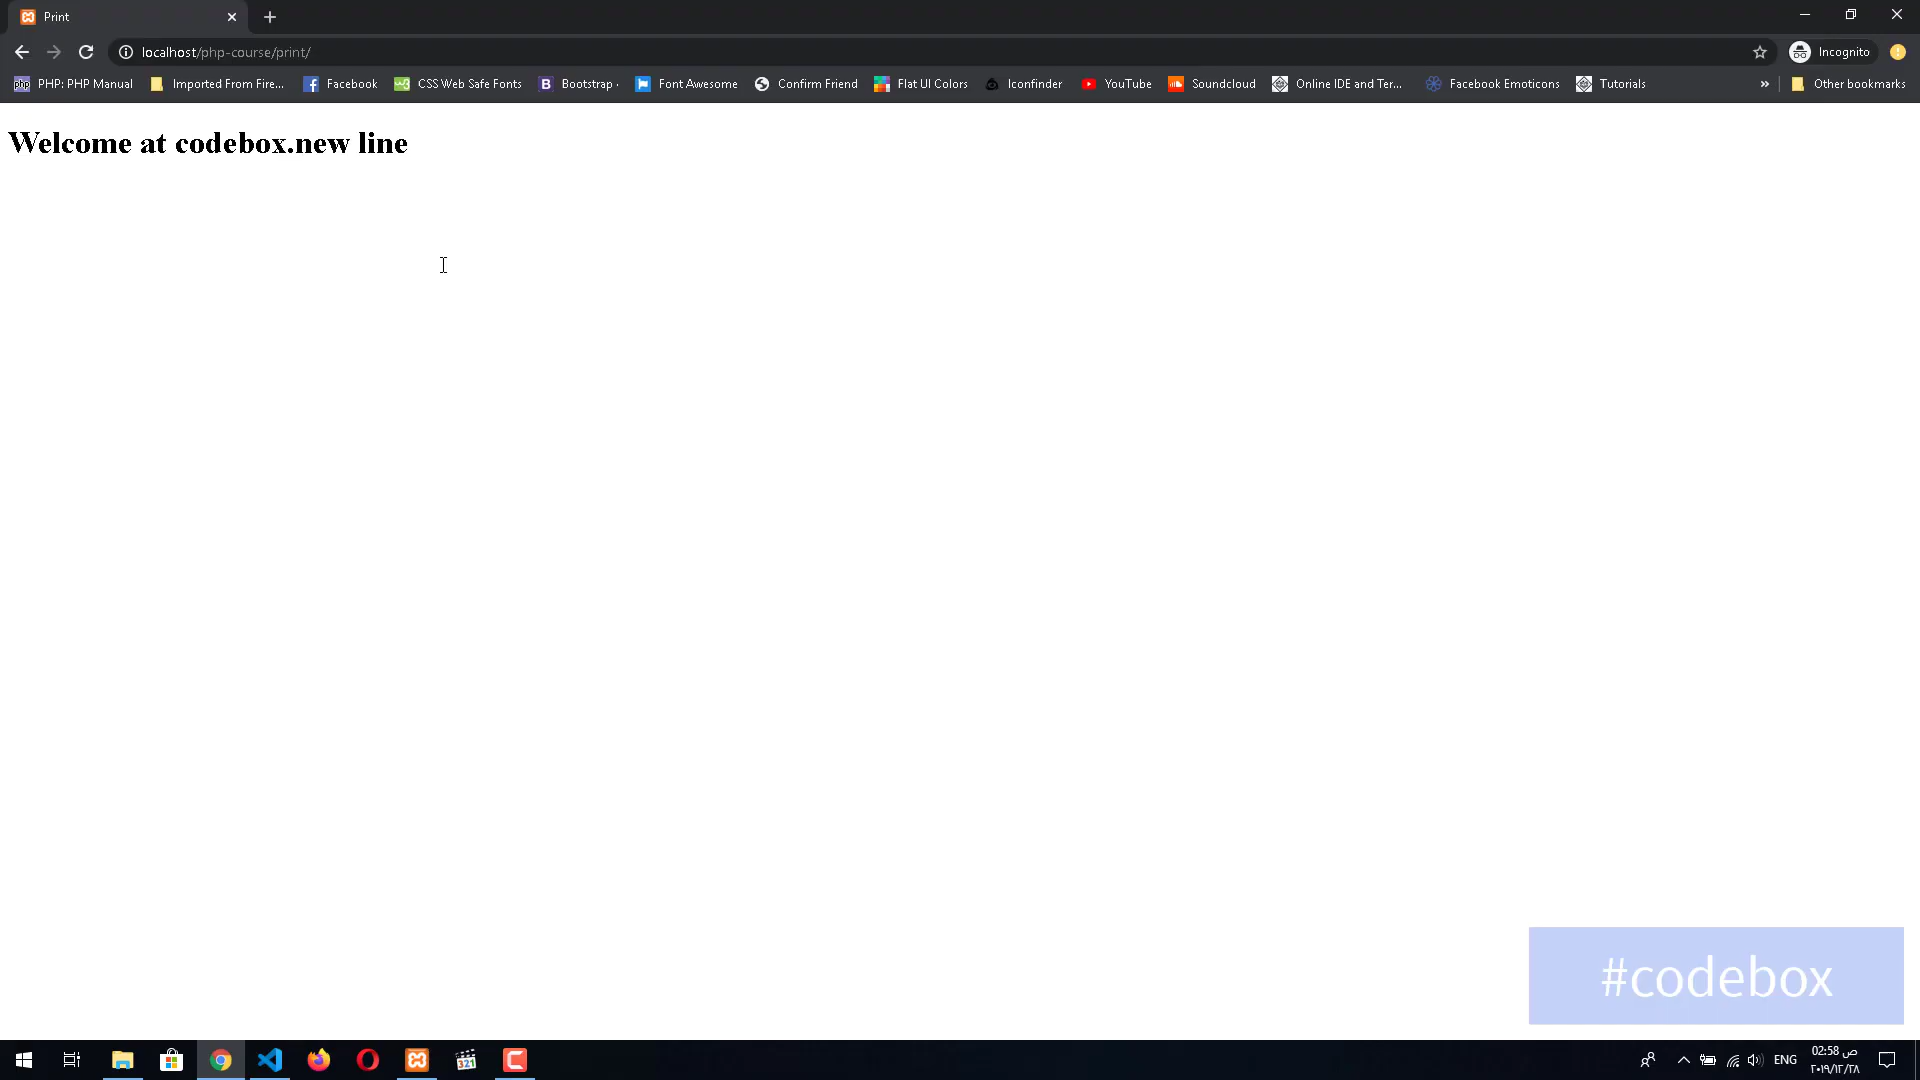 Print
localhost/php-course/print/
Incognito
php PHP: PHP Manual Imported From Fire... Facebook CSS Web Safe Fonts B Bootstrap · Font Awesome Confirm Friend Flat UI Colors Iconfinder YouTube Soundcloud Online IDE and Ter... Facebook Emoticons Tutorials » Other bookmarks
Welcome at codebox.new line
#codebox
321
ENG
02:58 ص
٢٠١٩/١٢/٢٨